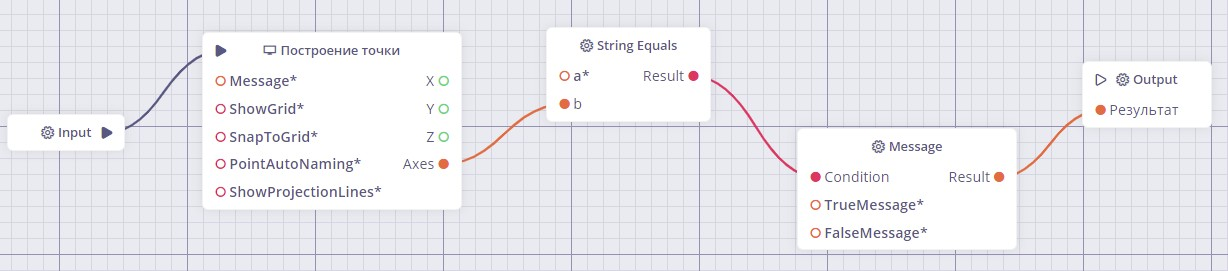 Input
Построение точки
Message*
X
ShowGrid*
Y
SnapToGrid*
Z
PointAutoNaming*
Axes
ShowProjectionLines*
String Equals
a*
Result
b
Message
Condition
Result
TrueMessage*
FalseMessage*
Output
Результат